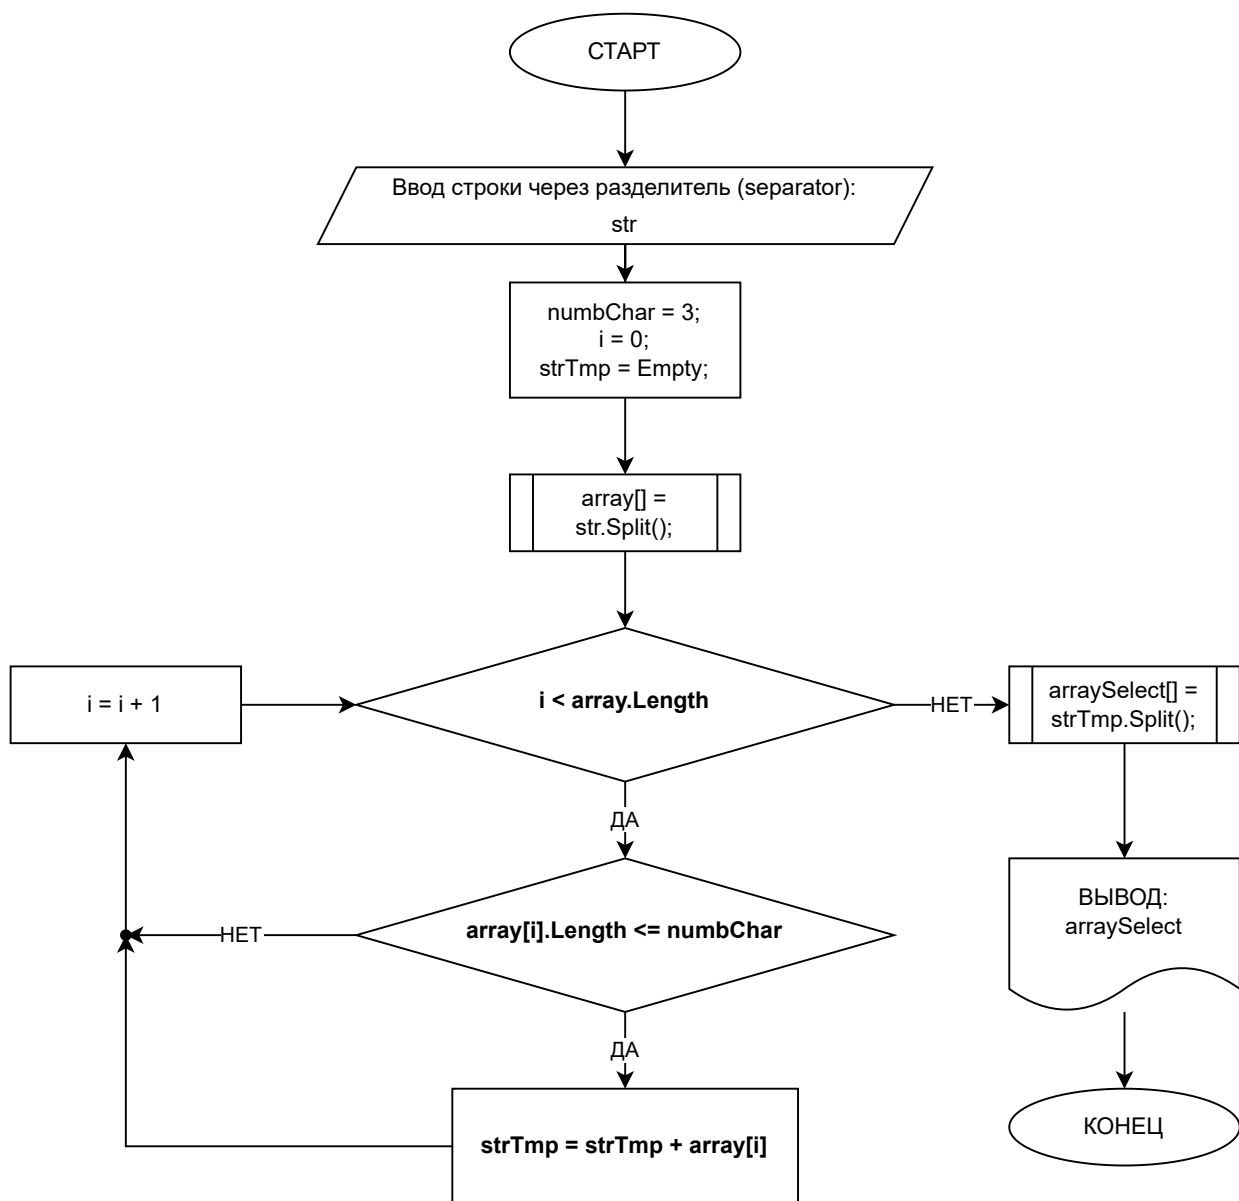 СТАРТ
Ввод строки через разделитель (separator):
str
numbChar = 3;
i = 0;
strTmp = Empty;
array[] =
str.Split();
i = i + 1
i < array.Length
НЕТ
arraySelect[] =
strTmp.Split();
ДА
array[i].Length <= numbChar
НЕТ
ВЫВОД:
arraySelect
ДА
strTmp = strTmp + array[i]
КОНЕЦ